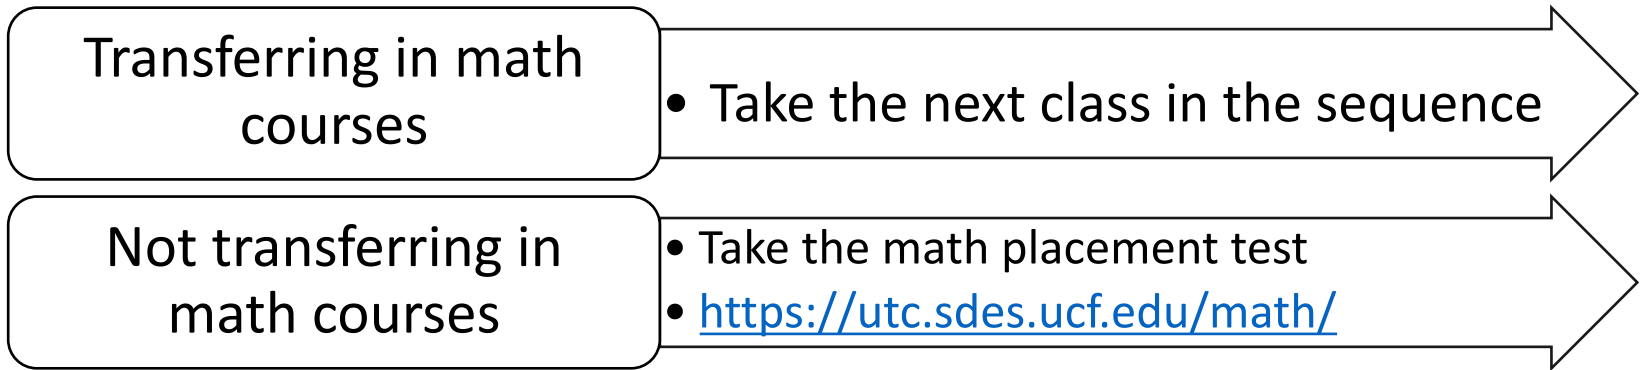 Transferring in math
courses
• Take the next class in the sequence
Not transferring in
math courses
• Take the math placement test
• https://utc.sdes.ucf.edu/math/